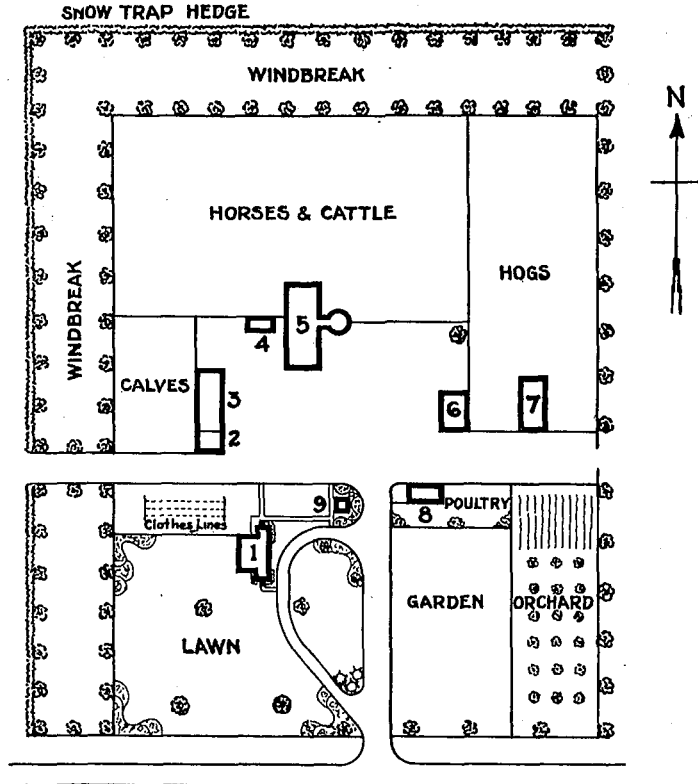 SNOW TRAP HEDGE
WINDBREAK
N
HORSES & CATTLE
HOGS
WINDBREAK
5
4
CALVES
3
6
7
2
9
POULTRY
8
Clothes Lines
1
GARDEN
ORCHARD
LAWN